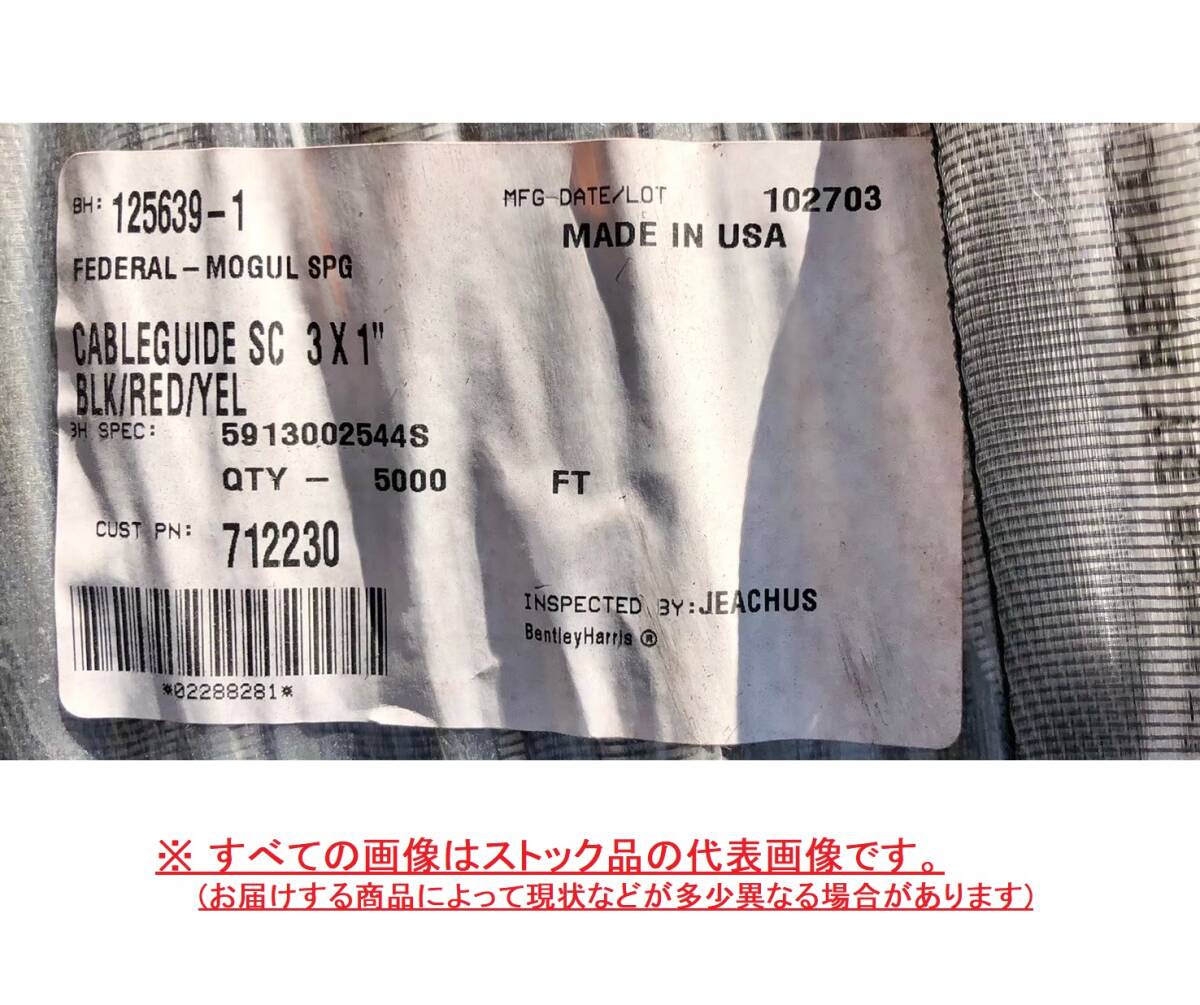 BH: 125639-1
MFG-DATE/LOT 102703
MADE IN USA
FEDERAL-MOGUL SPG
CABLEGUIDE SC 3 X 1"
BLK/RED/YEL
BH SPEC: 5913002544S
QTY - 5000 FT
CUST PN: 712230
INSPECTED BY: JEACHUS
BentleyHarris ®
*02288281*
※ すべての画像はストック品の代表画像です。
(お届けする商品によって現状などが多少異なる場合があります)